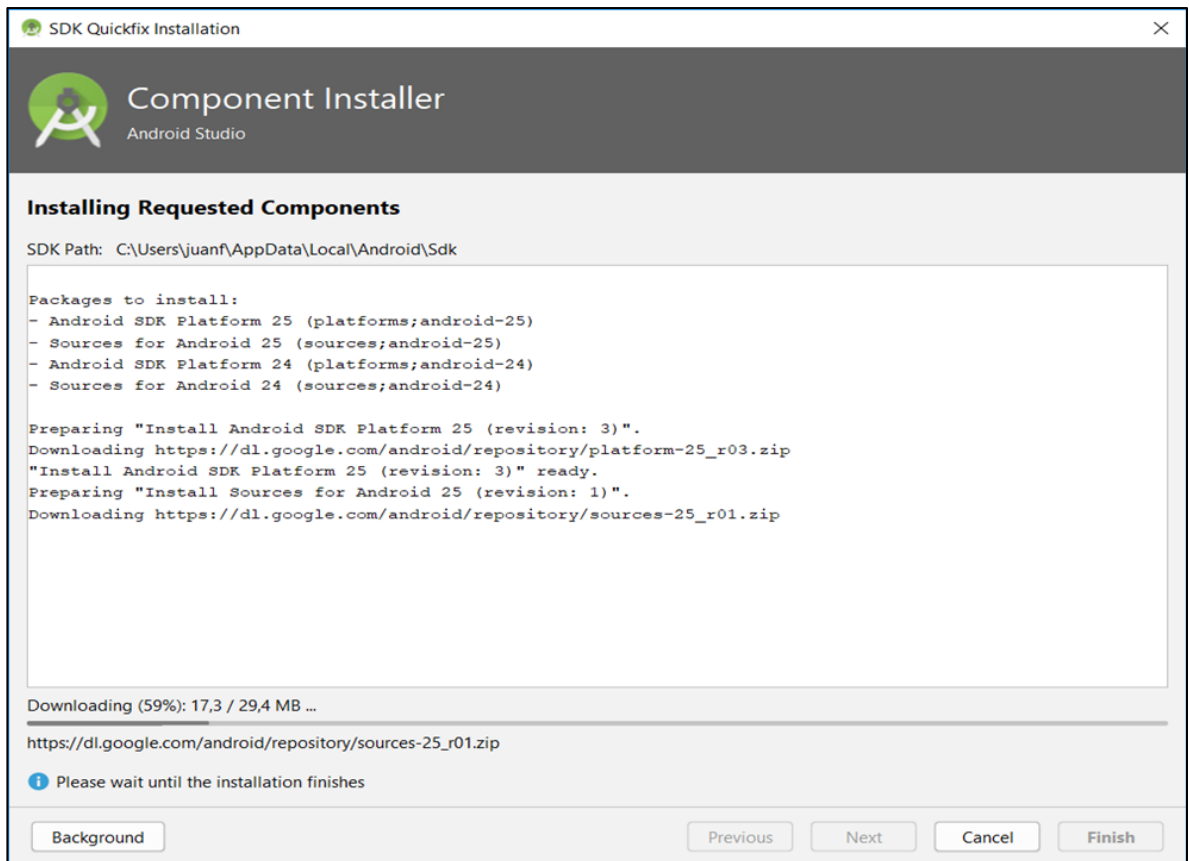 SDK Quickfix Installation
Component Installer
Android Studio
Installing Requested Components
SDK Path: C:\Users\juanf\AppData\Local\Android\Sdk
Packages to install:
- Android SDK Platform 25 (platforms;android-25)
- Sources for Android 25 (sources;android-25)
- Android SDK Platform 24 (platforms;android-24)
- Sources for Android 24 (sources;android-24)
Preparing "Install Android SDK Platform 25 (revision: 3)".
Downloading https://dl.google.com/android/repository/platform-25_r03.zip
"Install Android SDK Platform 25 (revision: 3)" ready.
Preparing "Install Sources for Android 25 (revision: 1)".
Downloading https://dl.google.com/android/repository/sources-25_r01.zip
Downloading (59%): 17,3 / 29,4 MB ...
https://dl.google.com/android/repository/sources-25_r01.zip
Please wait until the installation finishes
Background Previous Next Cancel Finish